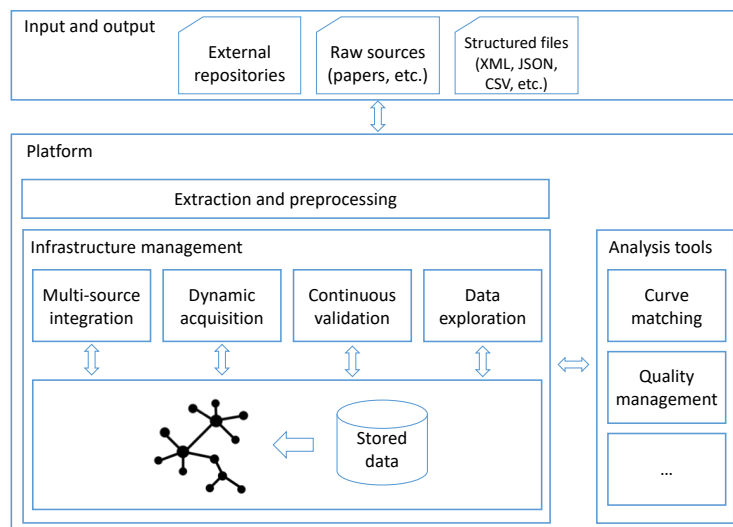 Input and output
External
repositories
Raw sources
(papers, etc.)
Structured files
(XML, JSON,
CSV, etc.)
Platform
Extraction and preprocessing
Infrastructure management
Multi-source
integration
Dynamic
acquisition
Continuous
validation
Data
exploration
Stored
data
Analysis tools
Curve
matching
Quality
management
...